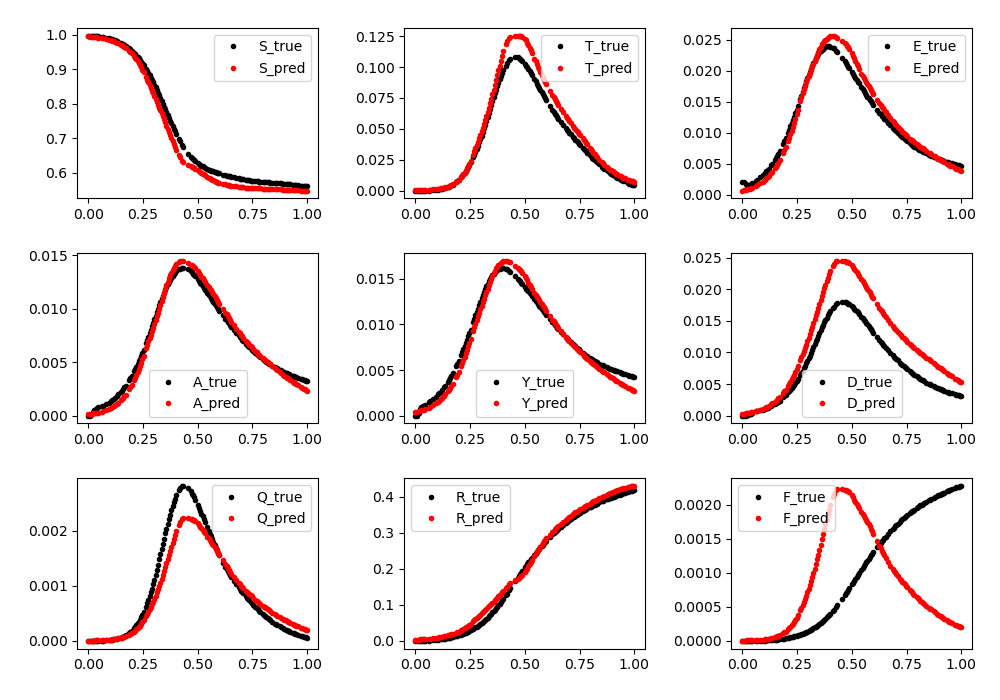 1.0
0.9
0.8
0.7
0.6
S_true
S_pred
0.00 0.25 0.50 0.75 1.00
0.125
0.100
0.075
0.050
0.025
0.000
T_true
T_pred
0.00 0.25 0.50 0.75 1.00
0.025
0.020
0.015
0.010
0.005
0.000
E_true
E_pred
0.00 0.25 0.50 0.75 1.00
0.015
0.010
0.005
0.000
A_true
A_pred
0.00 0.25 0.50 0.75 1.00
0.015
0.010
0.005
0.000
Y_true
Y_pred
0.00 0.25 0.50 0.75 1.00
0.025
0.020
0.015
0.010
0.005
0.000
D_true
D_pred
0.00 0.25 0.50 0.75 1.00
0.002
0.001
0.000
Q_true
Q_pred
0.00 0.25 0.50 0.75 1.00
0.4
0.3
0.2
0.1
0.0
R_true
R_pred
0.00 0.25 0.50 0.75 1.00
0.0020
0.0015
0.0010
0.0005
0.0000
F_true
F_pred
0.00 0.25 0.50 0.75 1.00